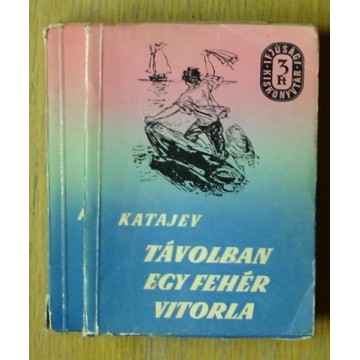 IFJÚSÁGI
3
Ft
KISKÖNYVTÁR
KATAJEV
TÁVOLBAN
EGY FEHÉR
VITORLA